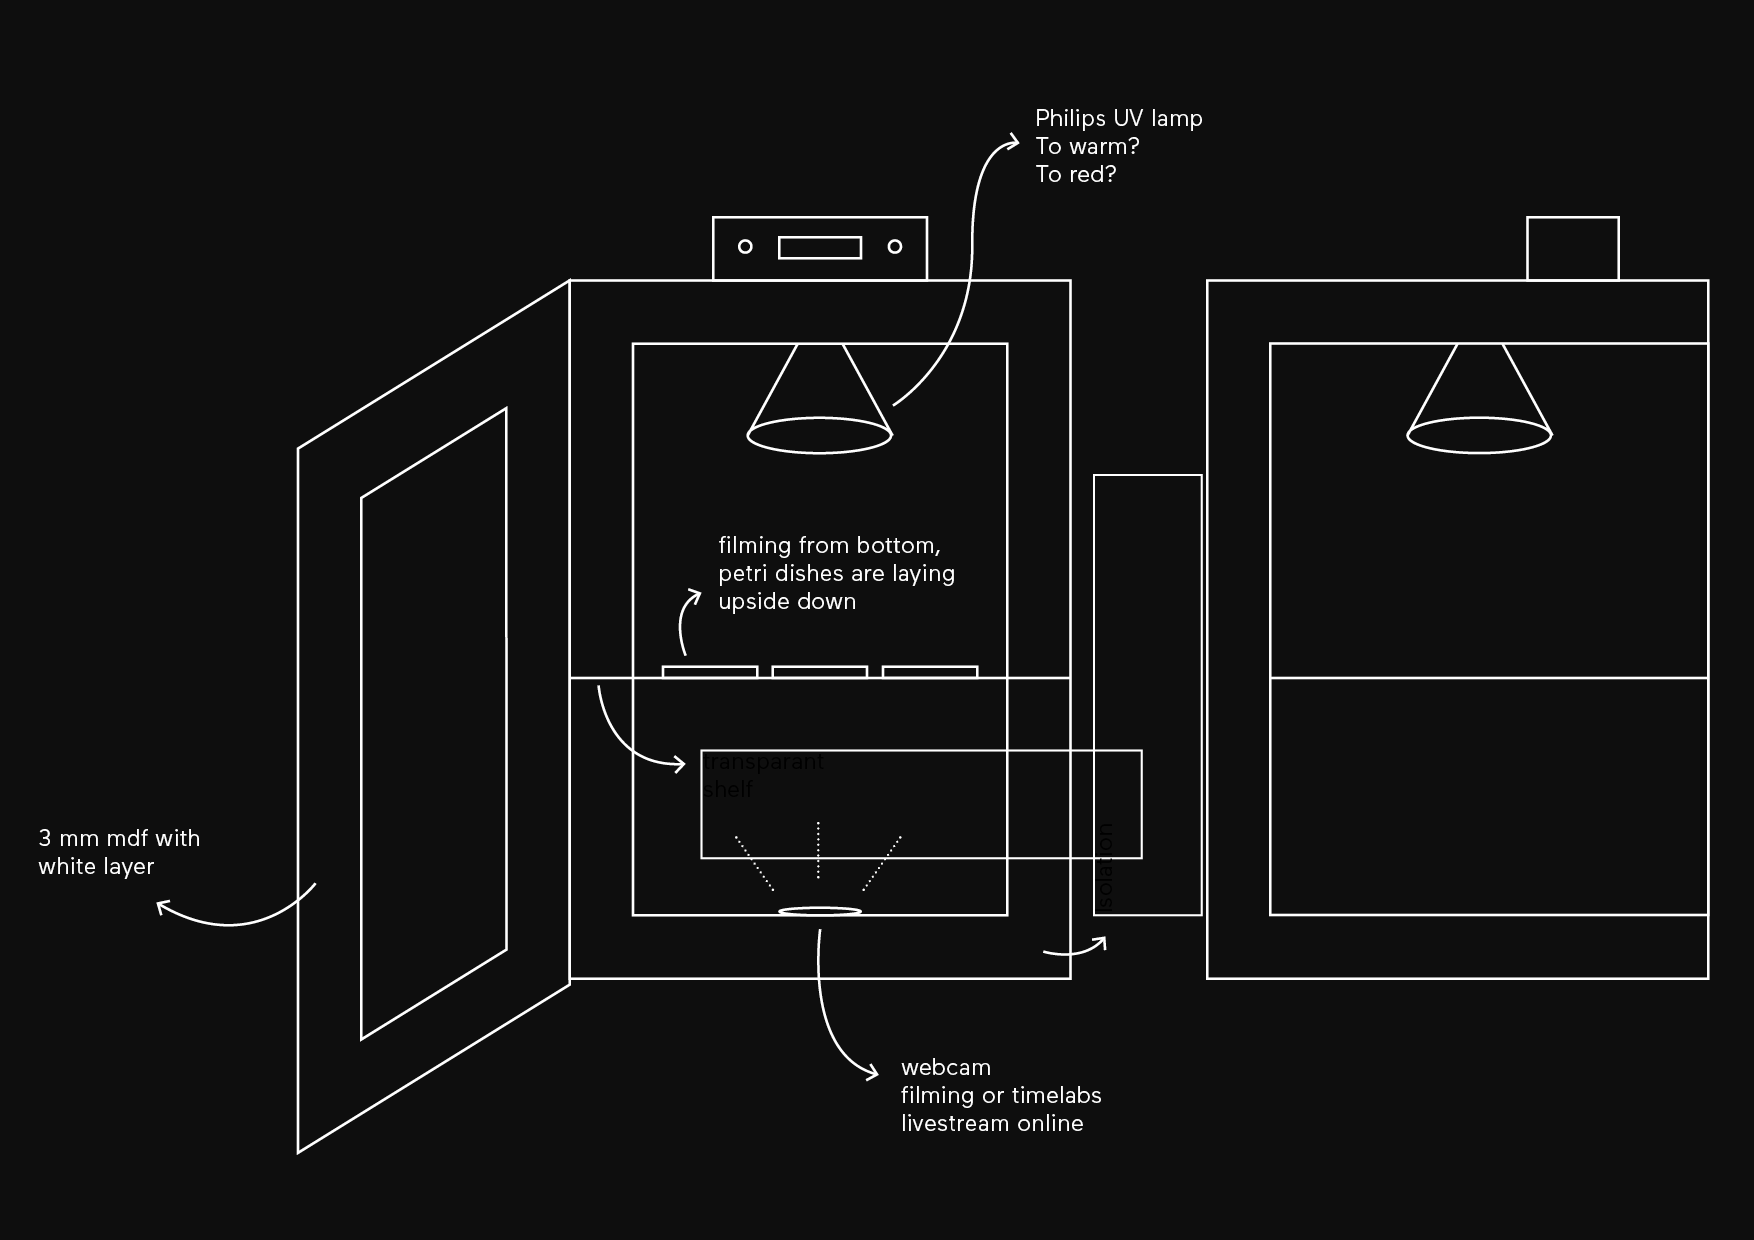 Philips UV lamp
To warm?
To red?
filming from bottom,
petri dishes are laying
upside down
transparant
shelf
3 mm mdf with
white layer
isolation
webcam
filming or timelabs
livestream online